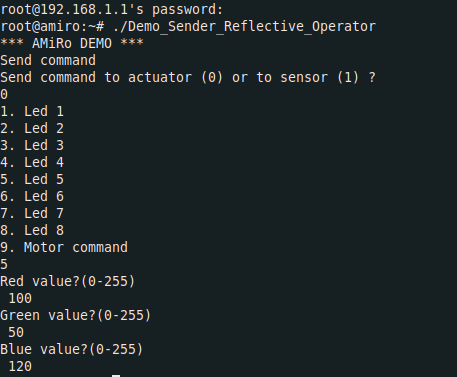 root@192.168.1.1's password:
root@amiro:~# ./Demo_Sender_Reflective_Operator
*** AMiRo DEMO ***
Send command
Send command to actuator (0) or to sensor (1) ?
0
1. Led 1
2. Led 2
3. Led 3
4. Led 4
5. Led 5
6. Led 6
7. Led 7
8. Led 8
9. Motor command
5
Red value?(0-255)
100
Green value?(0-255)
50
Blue value?(0-255)
120